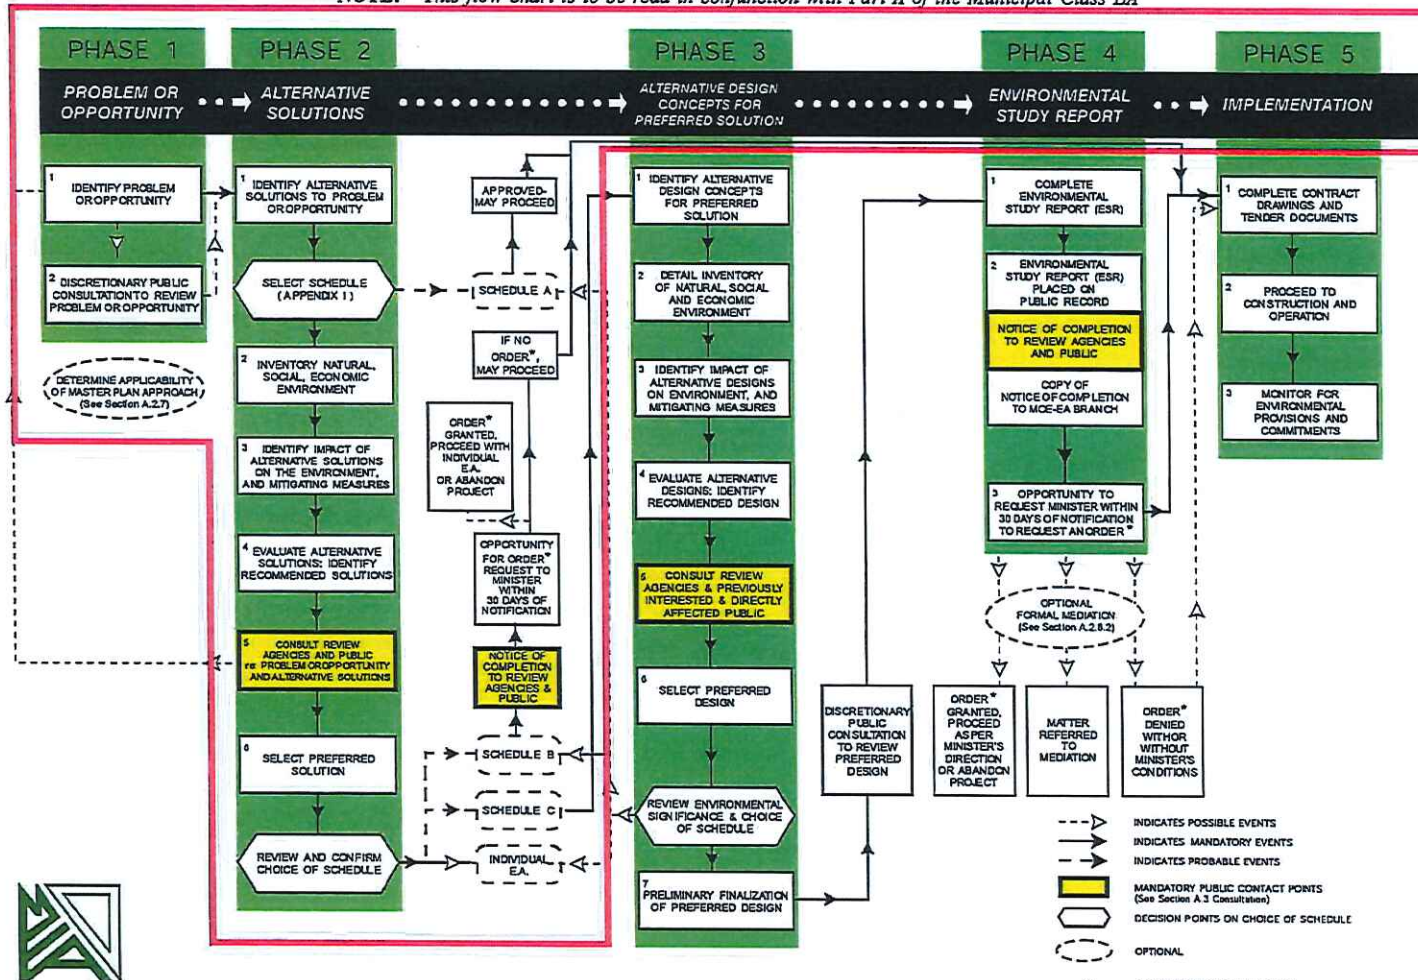 NOTE: This flow chart is to be read in conjunction with Part A of the Municipal Class EA
PHASE 1
PHASE 2
PHASE 3
PHASE 4
PHASE 5
PROBLEM OR
OPPORTUNITY
ALTERNATIVE
SOLUTIONS
ALTERNATIVE DESIGN
CONCEPTS FOR
PREFERRED SOLUTION
ENVIRONMENTAL
STUDY REPORT
IMPLEMENTATION
1 IDENTIFY PROBLEM
OR OPPORTUNITY
2 DISCRETIONARY PUBLIC
CONSULTATION TO REVIEW
PROBLEM OR OPPORTUNITY
DETERMINE APPLICABILITY
OF MASTER PLAN APPROACH
(See Section A.2.7)
1 IDENTIFY ALTERNATIVE
SOLUTIONS TO PROBLEM
OR OPPORTUNITY
SELECT SCHEDULE
(APPENDIX I)
2 INVENTORY NATURAL,
SOCIAL, ECONOMIC
ENVIRONMENT
3 IDENTIFY IMPACT OF
ALTERNATIVE SOLUTIONS
ON THE ENVIRONMENT,
AND MITIGATING MEASURES
4 EVALUATE ALTERNATIVE
SOLUTIONS: IDENTIFY
RECOMMENDED SOLUTIONS
5 CONSULT REVIEW
AGENCIES AND PUBLIC
re: PROBLEM OR OPPORTUNITY
AND ALTERNATIVE SOLUTIONS
6 SELECT PREFERRED
SOLUTION
REVIEW AND CONFIRM
CHOICE OF SCHEDULE
APPROVED-
MAY PROCEED
SCHEDULE A
IF NO
ORDER*,
MAY PROCEED
ORDER*
GRANTED,
PROCEED WITH
INDIVIDUAL
E.A.
OR ABANDON
PROJECT
OPPORTUNITY
FOR ORDER*
REQUEST TO
MINISTER
WITHIN
30 DAYS OF
NOTIFICATION
NOTICE OF
COMPLETION
TO REVIEW
AGENCIES &
PUBLIC
SCHEDULE B
SCHEDULE C
INDIVIDUAL
E.A.
1 IDENTIFY ALTERNATIVE
DESIGN CONCEPTS
FOR PREFERRED
SOLUTION
2 DETAIL INVENTORY
OF NATURAL, SOCIAL
AND ECONOMIC
ENVIRONMENT
3 IDENTIFY IMPACT OF
ALTERNATIVE DESIGNS
ON ENVIRONMENT, AND
MITIGATING MEASURES
4 EVALUATE ALTERNATIVE
DESIGNS: IDENTIFY
RECOMMENDED DESIGN
5 CONSULT REVIEW
AGENCIES & PREVIOUSLY
INTERESTED & DIRECTLY
AFFECTED PUBLIC
6 SELECT PREFERRED
DESIGN
REVIEW ENVIRONMENTAL
SIGNIFICANCE & CHOICE
OF SCHEDULE
7 PRELIMINARY FINALIZATION
OF PREFERRED DESIGN
DISCRETIONARY
PUBLIC
CONSULTATION
TO REVIEW
PREFERRED
DESIGN
1 COMPLETE
ENVIRONMENTAL
STUDY REPORT (ESR)
2 ENVIRONMENTAL
STUDY REPORT (ESR)
PLACED ON
PUBLIC RECORD
NOTICE OF COMPLETION
TO REVIEW AGENCIES
AND PUBLIC
COPY OF
NOTICE OF COMPLETION
TO MOE-EA BRANCH
3 OPPORTUNITY TO
REQUEST MINISTER WITHIN
30 DAYS OF NOTIFICATION
TO REQUEST AN ORDER*
OPTIONAL
FORMAL MEDIATION
(See Section A.2.8.2)
ORDER*
GRANTED,
PROCEED
AS PER
MINISTER'S
DIRECTION
OR ABANDON
PROJECT
MATTER
REFERRED
TO
MEDIATION
ORDER*
DENIED
WITH OR
WITHOUT
MINISTER'S
CONDITIONS
1 COMPLETE CONTRACT
DRAWINGS AND
TENDER DOCUMENTS
2 PROCEED TO
CONSTRUCTION AND
OPERATION
3 MONITOR FOR
ENVIRONMENTAL
PROVISIONS AND
COMMITMENTS
INDICATES POSSIBLE EVENTS
INDICATES MANDATORY EVENTS
INDICATES PROBABLE EVENTS
MANDATORY PUBLIC CONTACT POINTS
(See Section A.3 Consultation)
DECISION POINTS ON CHOICE OF SCHEDULE
OPTIONAL